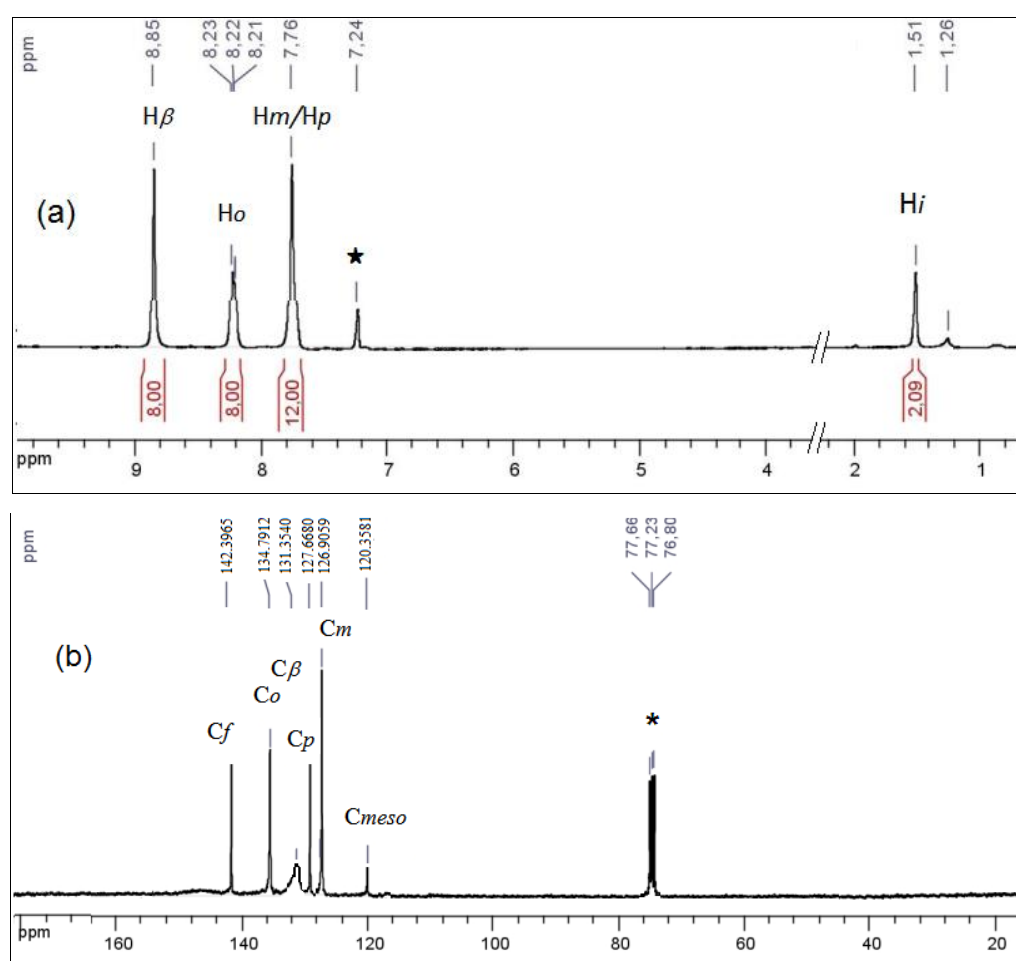 ppm
8,85
8,23
8,22
8,21
7,76
7,24
1,51
1,26
Hβ
Hm/Hp
(a)
Ho
★
Hi
8,00
8,00
12,00
2,09
ppm
9 8 7 6 5 4 2 1
ppm
142.3965
134.7912
131.3540
127.6680
126.9059
120.3581
77,66
77,23
76,80
Cm
(b)
Cβ
Co
Cf
Cp
*
Cmeso
ppm
160 140 120 100 80 60 40 20